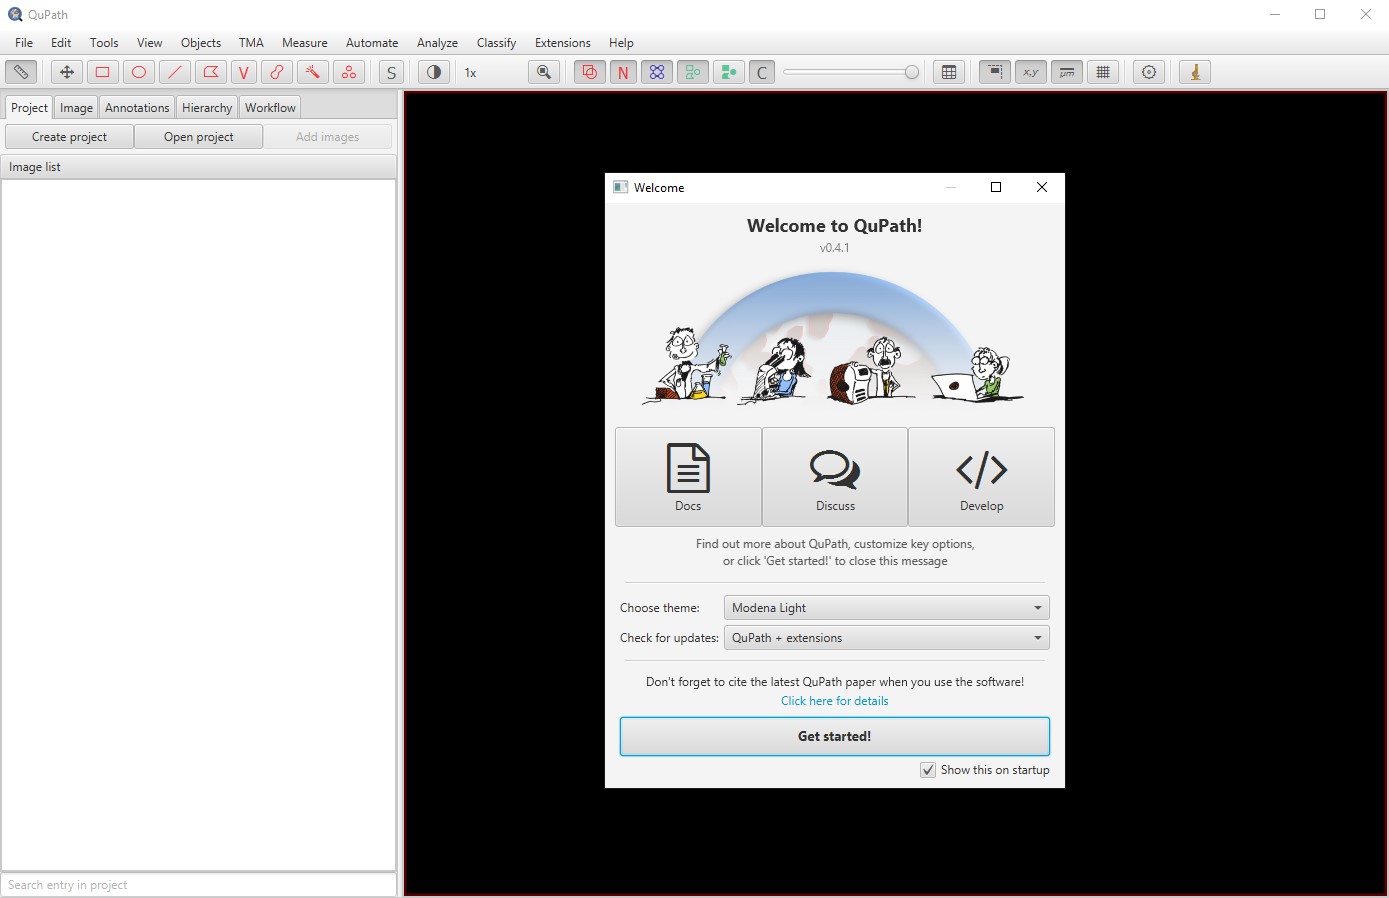 QuPath
File Edit Tools View Objects TMA Measure Automate Analyze Classify Extensions Help
V S 1x N C x,y µm
Project Image Annotations Hierarchy Workflow
Create project Open project Add images
Image list
Welcome
Welcome to QuPath!
v0.4.1
Docs Discuss Develop
Find out more about QuPath, customize key options,
or click 'Get started!' to close this message
Choose theme: Modena Light
Check for updates: QuPath + extensions
Don't forget to cite the latest QuPath paper when you use the software!
Click here for details
Get started!
Show this on startup
Search entry in project